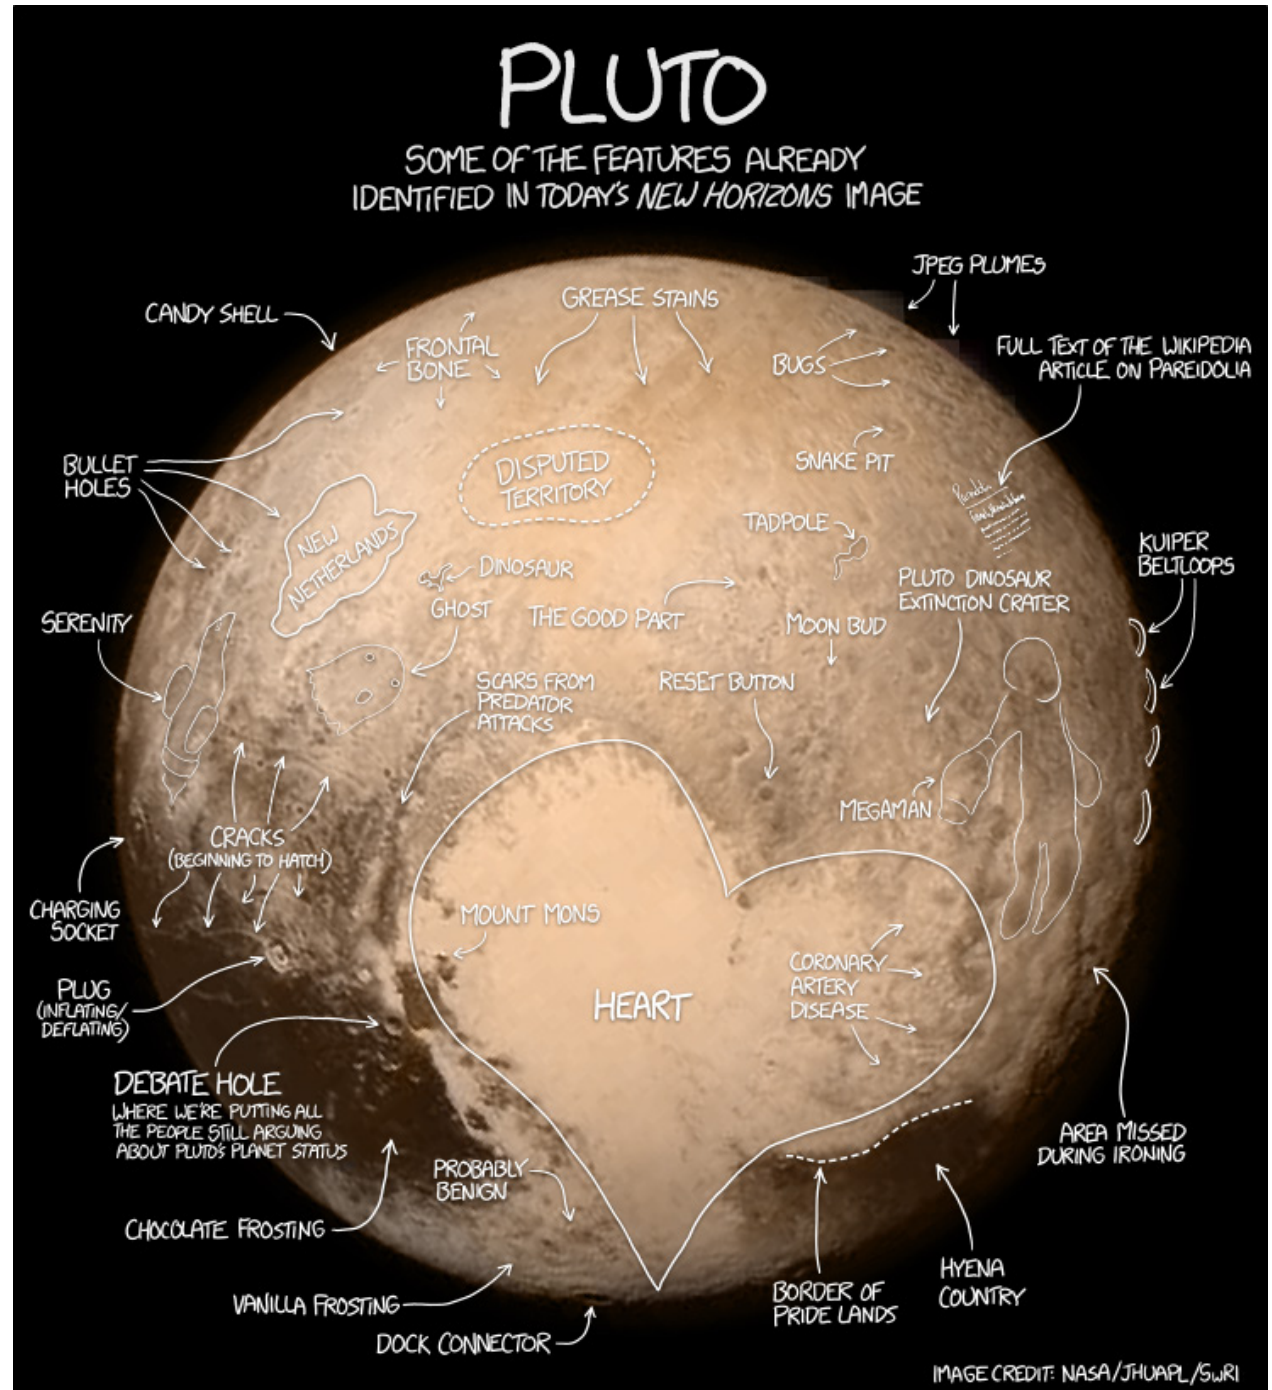 PLUTO
SOME OF THE FEATURES ALREADY
IDENTIFIED IN TODAY'S NEW HORIZONS IMAGE
JPEG PLUMES
CANDY SHELL
GREASE STAINS
FRONTAL
BONE
BUGS
FULL TEXT OF THE WIKIPEDIA
ARTICLE ON PAREIDOLIA
BULLET
HOLES
DISPUTED
TERRITORY
SNAKE PIT
NEW
NETHERLANDS
TADPOLE
KUIPER
BELTLOOPS
DINOSAUR
GHOST
THE GOOD PART
PLUTO DINOSAUR
EXTINCTION CRATER
SERENITY
MOON BUD
SCARS FROM
PREDATOR
ATTACKS
RESET BUTTON
MEGAMAN
CRACKS
(BEGINNING TO HATCH)
CHARGING
SOCKET
MOUNT MONS
HEART
CORONARY
ARTERY
DISEASE
PLUG
(INFLATING/
DEFLATING)
DEBATE HOLE
WHERE WE'RE PUTTING ALL
THE PEOPLE STILL ARGUING
ABOUT PLUTO'S PLANET STATUS
AREA MISSED
DURING IRONING
PROBABLY
BENIGN
CHOCOLATE FROSTING
VANILLA FROSTING
DOCK CONNECTOR
BORDER OF
PRIDE LANDS
HYENA
COUNTRY
IMAGE CREDIT: NASA/JHUAPL/SwRI